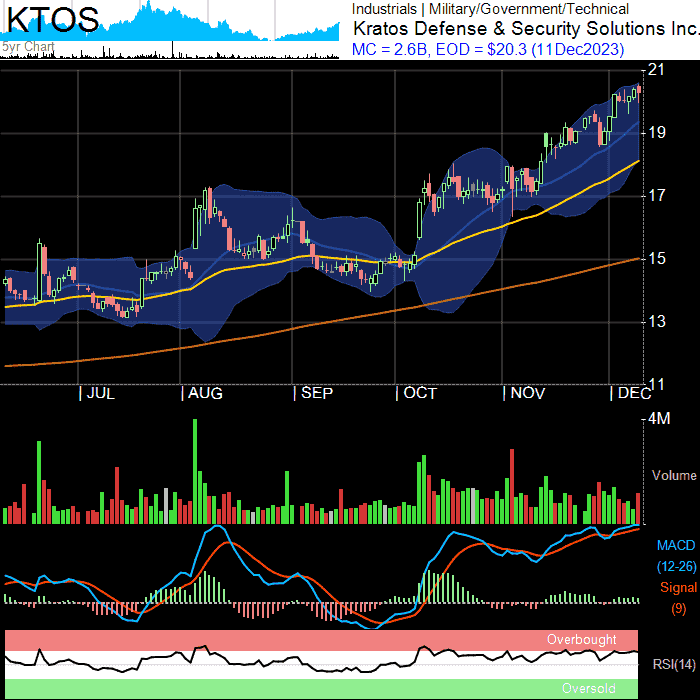 KTOS
5yr Chart
Industrials | Military/Government/Technical
Kratos Defense & Security Solutions Inc.
MC = 2.6B, EOD = $20.3 (11Dec2023)
21
19
17
15
13
11
| JUL | AUG | SEP | OCT | NOV | DEC
4M
Volume
MACD
(12-26)
Signal
(9)
Overbought
RSI(14)
Oversold